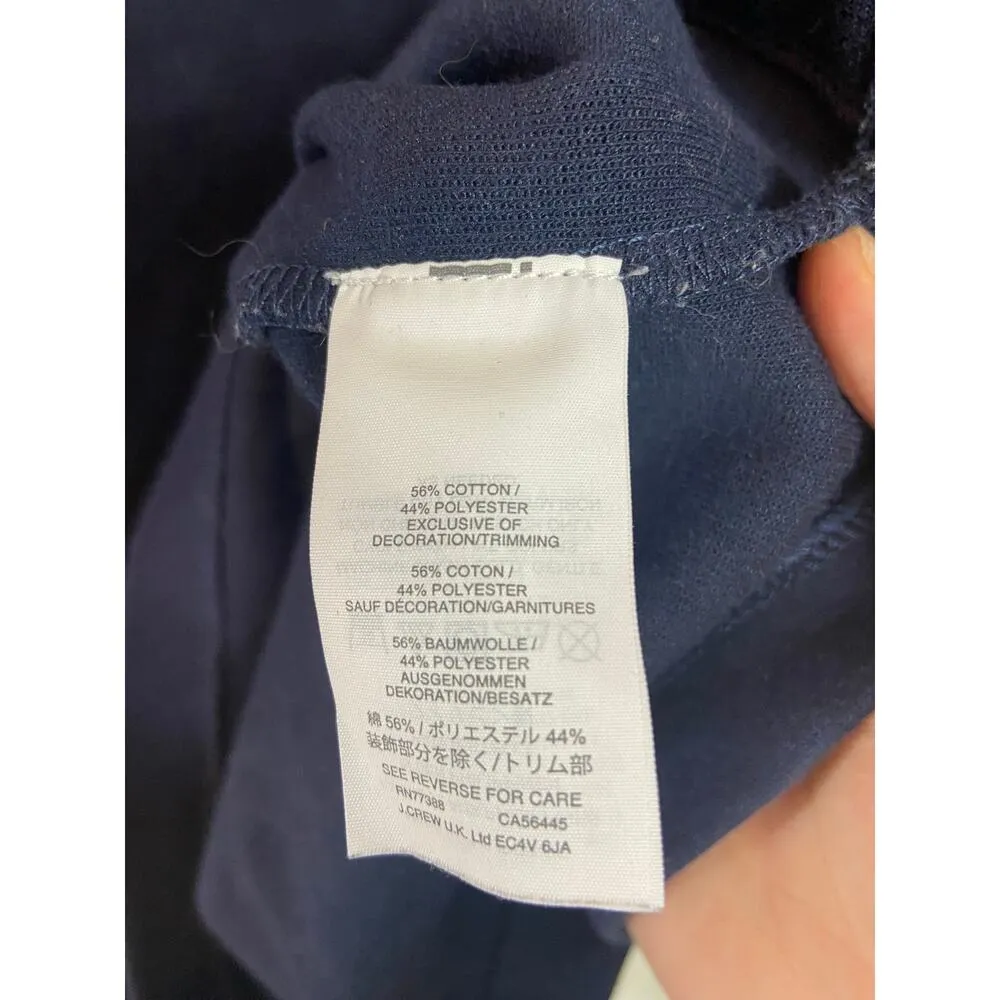 56% COTTON /
44% POLYESTER
EXCLUSIVE OF
DECORATION/TRIMMING
56% COTON /
44% POLYESTER
SAUF DÉCORATION/GARNITURES
56% BAUMWOLLE /
44% POLYESTER
AUSGENOMMEN
DEKORATION/BESATZ
綿 56% / ポリエステル 44%
装飾部分を除く/トリム部
SEE REVERSE FOR CARE
RN77388 CA56445
J.CREW U.K. Ltd EC4V 6JA